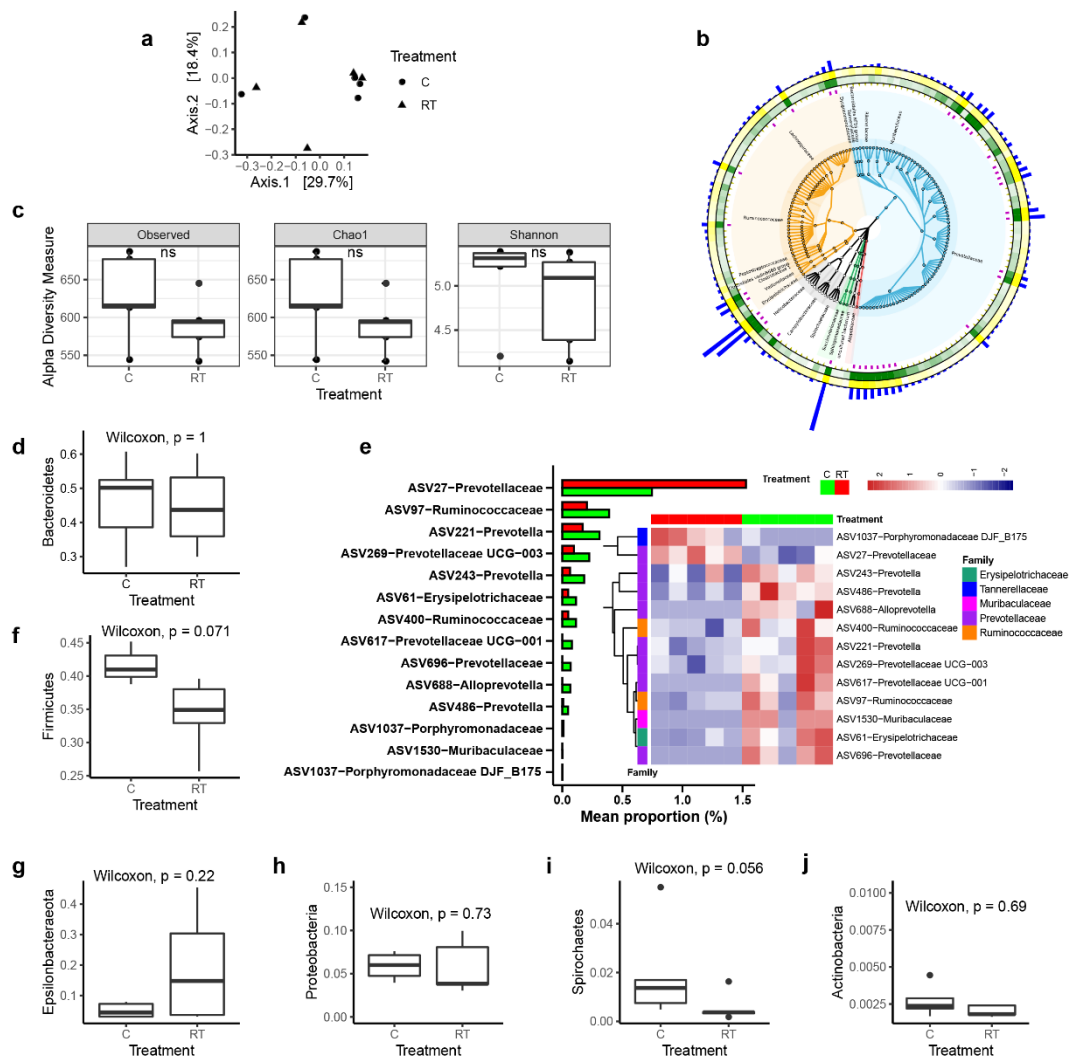 a
0.2
0.1
0.0
−0.1
−0.2
−0.3
Axis.2 [18.4%]
−0.3
−0.2
−0.1
0.0
0.1
Axis.1 [29.7%]
Treatment
C
RT
b
Lachnospiraceae
Ruminococcaceae
Prevotellaceae
c
Alpha Diversity Measure
Observed
ns
650
600
550
C
RT
Chao1
ns
650
600
550
C
RT
Shannon
ns
5.0
4.5
C
RT
Treatment
d
Wilcoxon, p = 1
Bacteroidetes
0.6
0.5
0.4
0.3
C
RT
Treatment
e
ASV27−Prevotellaceae
ASV97−Ruminococcaceae
ASV221−Prevotella
ASV269−Prevotellaceae UCG−003
ASV243−Prevotella
ASV61−Erysipelotrichaceae
ASV400−Ruminococcaceae
ASV617−Prevotellaceae UCG−001
ASV696−Prevotellaceae
ASV688−Alloprevotella
ASV486−Prevotella
ASV1037−Porphyromonadaceae
ASV1530−Muribaculaceae
ASV1037−Porphyromonadaceae DJF_B175
0.0
0.5
1.0
1.5
Mean proportion (%)
Treatment
C
RT
2
1
0
-1
-2
Treatment
ASV1037−Porphyromonadaceae DJF_B175
ASV27−Prevotellaceae
ASV243−Prevotella
ASV486−Prevotella
ASV688−Alloprevotella
ASV400−Ruminococcaceae
ASV221−Prevotella
ASV269−Prevotellaceae UCG−003
ASV617−Prevotellaceae UCG−001
ASV97−Ruminococcaceae
ASV1530−Muribaculaceae
ASV61−Erysipelotrichaceae
ASV696−Prevotellaceae
Family
Family
Erysipelotrichaceae
Tannerellaceae
Muribaculaceae
Prevotellaceae
Ruminococcaceae
f
Wilcoxon, p = 0.071
Firmicutes
0.45
0.40
0.35
0.30
0.25
C
RT
Treatment
g
Wilcoxon, p = 0.22
Epsilonbacteraeota
0.4
0.3
0.2
0.1
C
RT
Treatment
h
Wilcoxon, p = 0.73
Proteobacteria
0.15
0.10
0.05
0.00
C
RT
Treatment
i
Wilcoxon, p = 0.056
Spirochaetes
0.04
0.02
0.00
C
RT
Treatment
j
Wilcoxon, p = 0.69
Actinobacteria
0.0100
0.0075
0.0050
0.0025
C
RT
Treatment